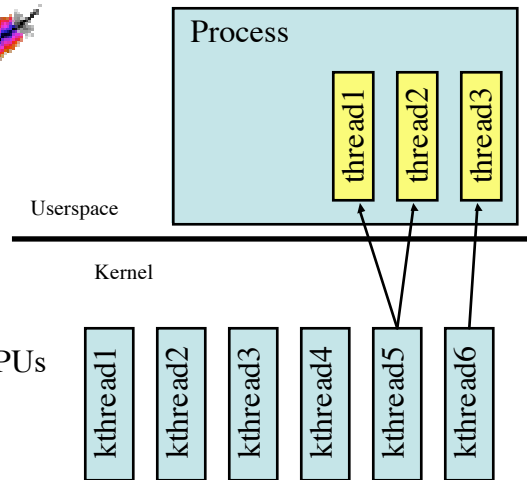 Process
thread1
thread2
thread3
Userspace
Kernel
PUs
kthread1
kthread2
kthread3
kthread4
kthread5
kthread6